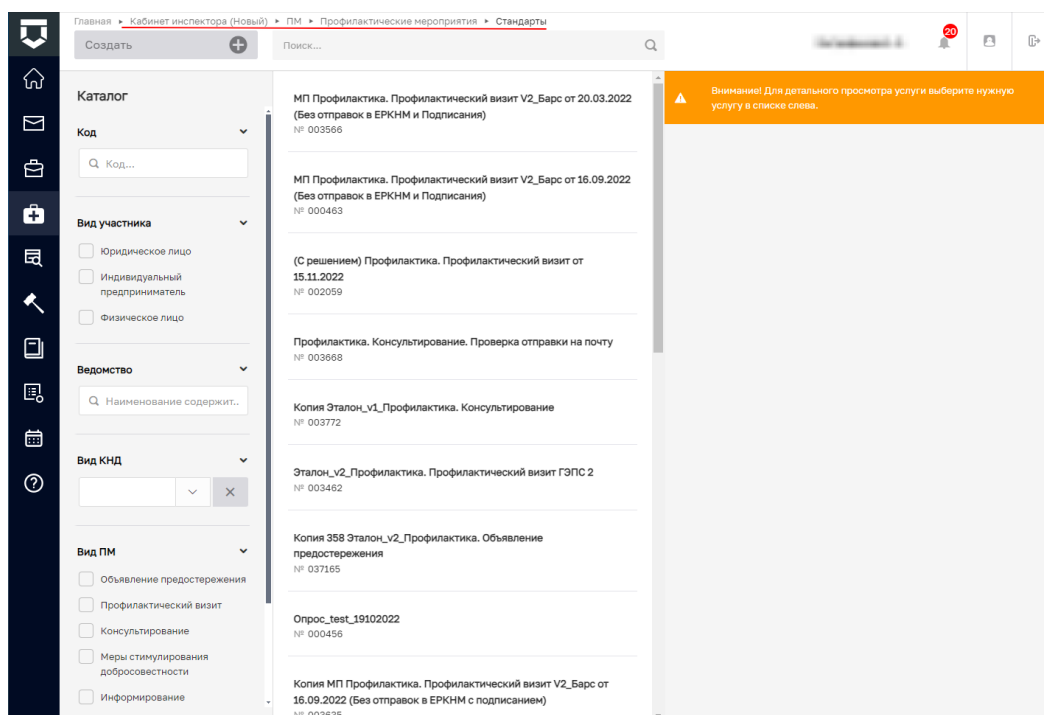 Главная ▸ Кабинет инспектора (Новый) ▸ ПМ ▸ Профилактические мероприятия ▸ Стандарты
Создать
Поиск...
20
Каталог
Код
Код...
Вид участника
Юридическое лицо
Индивидуальный
предприниматель
Физическое лицо
Ведомство
Наименование содержит..
Вид КНД
Вид ПМ
Объявление предостережения
Профилактический визит
Консультирование
Меры стимулирования
добросовестности
Информирование
МП Профилактика. Профилактический визит V2_Барс от 20.03.2022
(Без отправок в ЕРКНМ и Подписания)
№ 003566
МП Профилактика. Профилактический визит V2_Барс от 16.09.2022
(Без отправок в ЕРКНМ и Подписания)
№ 000463
(С решением) Профилактика. Профилактический визит от
15.11.2022
№ 002059
Профилактика. Консультирование. Проверка отправки на почту
№ 003668
Копия Эталон_v1_Профилактика. Консультирование
№ 003772
Эталон_v2_Профилактика. Профилактический визит ГЭПС 2
№ 003462
Копия 358 Эталон_v2_Профилактика. Объявление
предостережения
№ 037165
Опрос_test_19102022
№ 000456
Копия МП Профилактика. Профилактический визит V2_Барс от
16.09.2022 (Без отправок в ЕРКНМ с подписанием)
№ 003635
Внимание! Для детального просмотра услуги выберите нужную
услугу в списке слева.